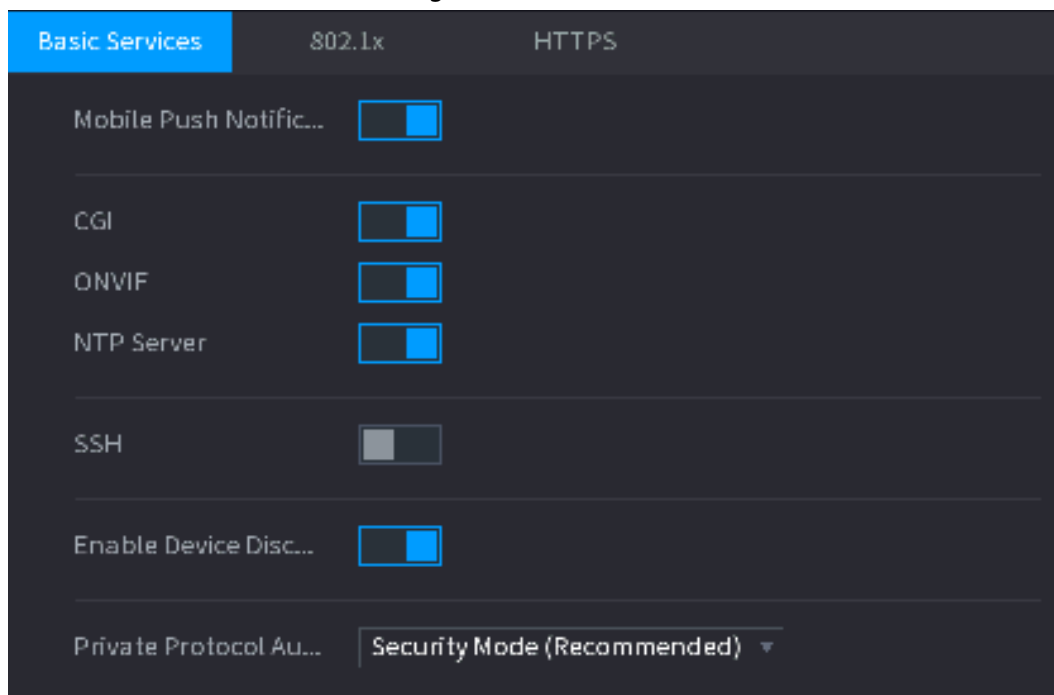 Basic Services 802.1x HTTPS
Mobile Push Notific...
CGI
ONVIF
NTP Server
SSH
Enable Device Disc...
Private Protocol Au... Security Mode (Recommended)